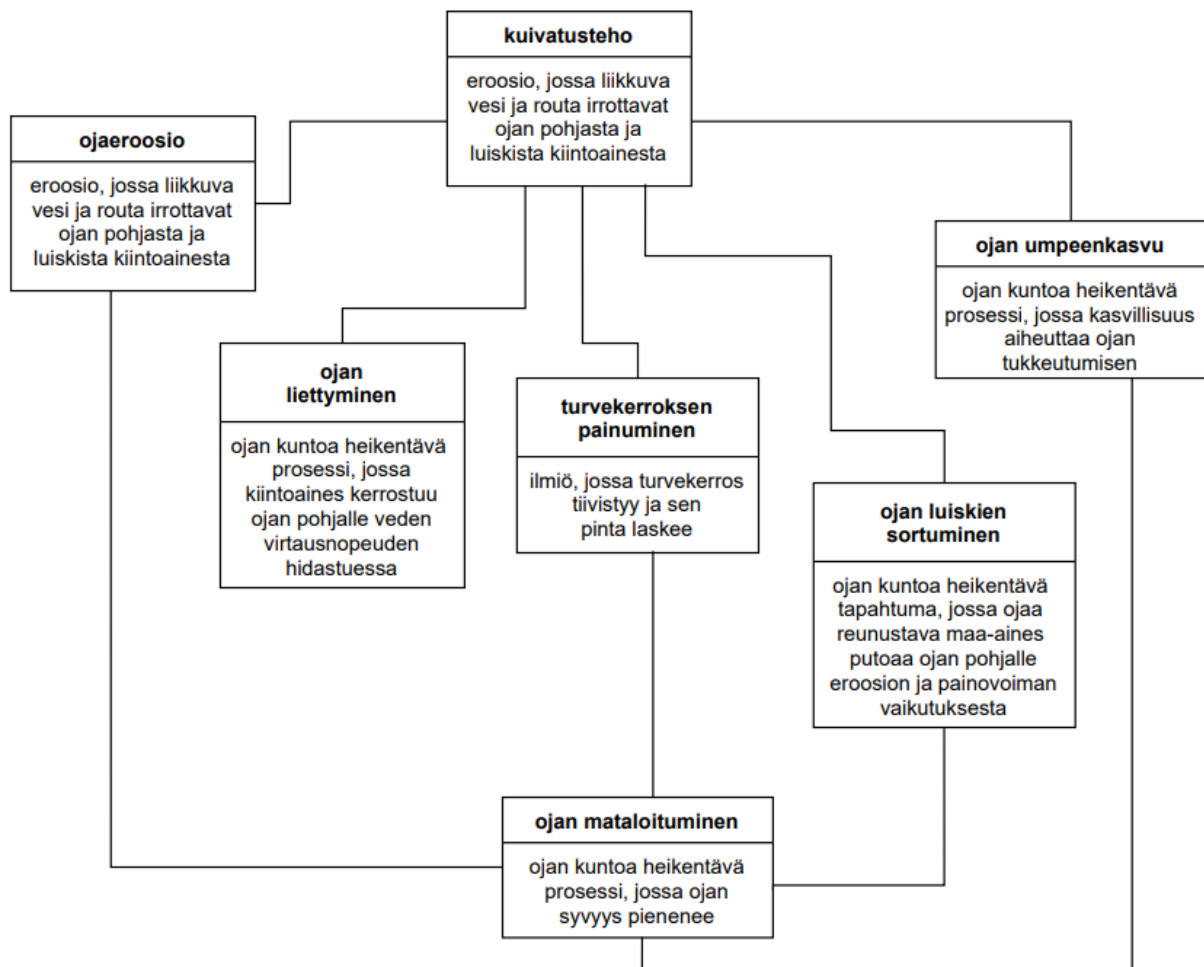 kuivatusteho
eroosio, jossa liikkuva
vesi ja routa irrottavat
ojan pohjasta ja
luiskista kiintoainesta
ojaeroosio
eroosio, jossa liikkuva
vesi ja routa irrottavat
ojan pohjasta ja
luiskista kiintoainesta
ojan umpeenkasvu
ojan kuntoa heikentävä
prosessi, jossa kasvillisuus
aiheuttaa ojan
tukkeutumisen
ojan
liettyminen
ojan kuntoa heikentävä
prosessi, jossa
kiintoaines kerrostuu
ojan pohjalle veden
virtausnopeuden
hidastuessa
turvekerroksen
painuminen
ilmiö, jossa turvekerros
tiivistyy ja sen
pinta laskee
ojan luiskien
sortuminen
ojan kuntoa heikentävä
tapahtuma, jossa ojaa
reunustava maa-aines
putoaa ojan pohjalle
eroosion ja painovoiman
vaikutuksesta
ojan mataloituminen
ojan kuntoa heikentävä
prosessi, jossa ojan
syvyys pienenee